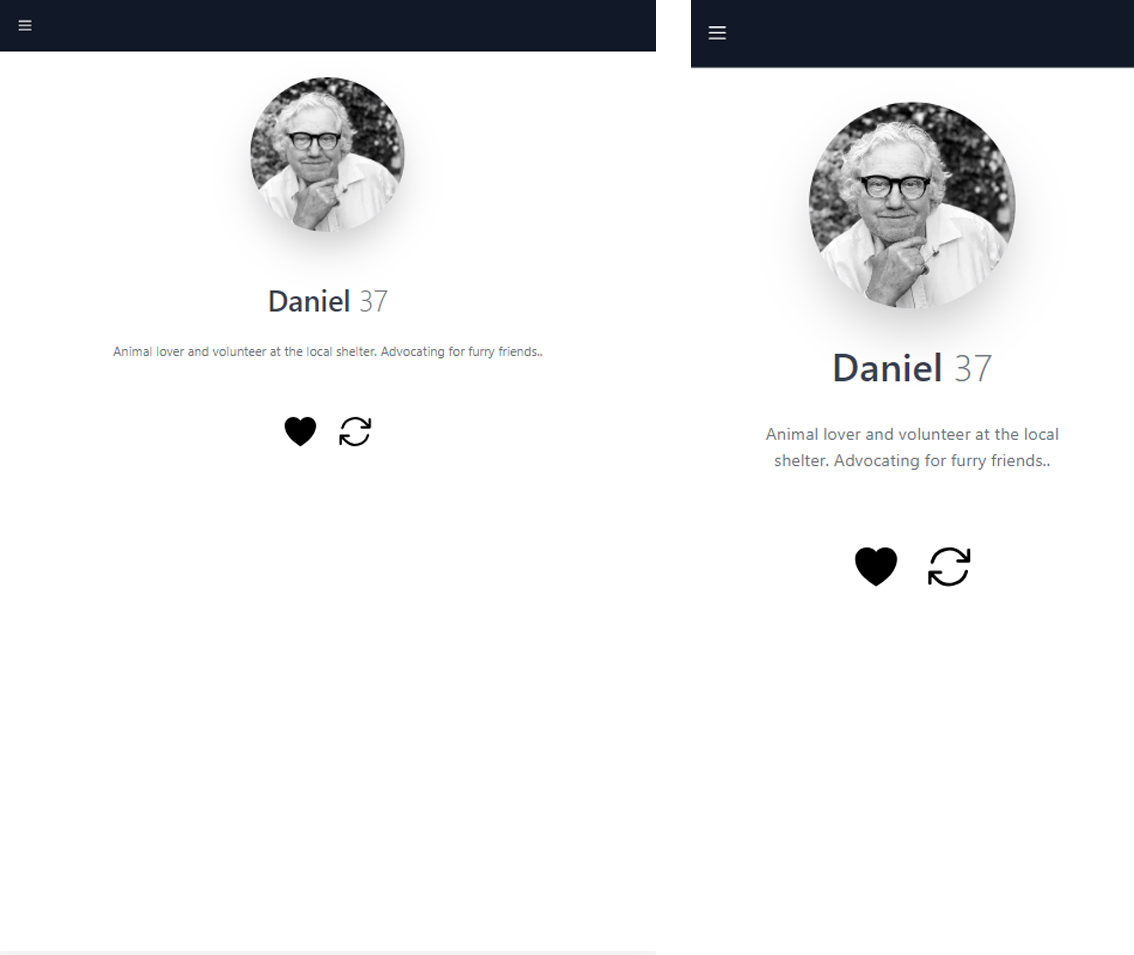 Daniel 37
Animal lover and volunteer at the local shelter. Advocating for furry friends..
Daniel 37
Animal lover and volunteer at the local
shelter. Advocating for furry friends..